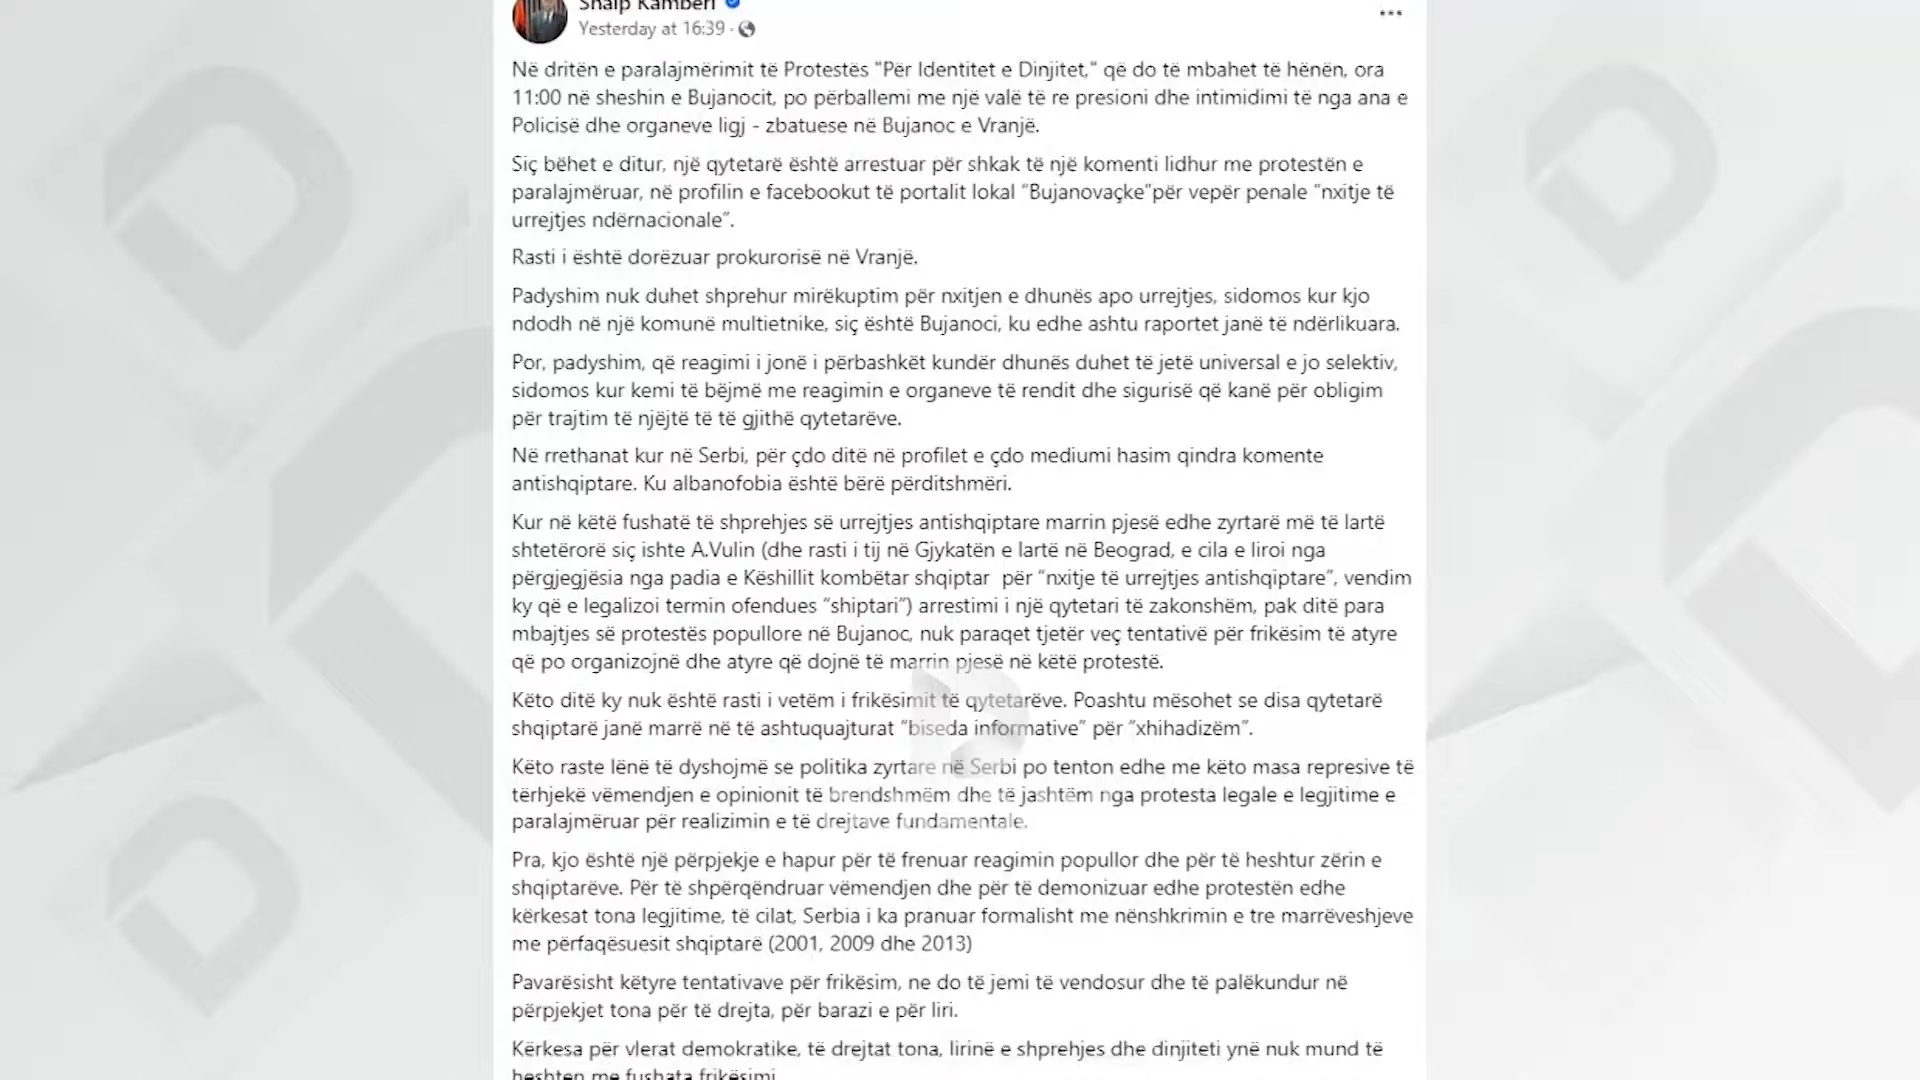 Shaip Kamberi
Yesterday at 16:39 ·
Në dritën e paralajmërimit të Protestës "Për Identitet e Dinjitet," që do të mbahet të hënën, ora
11:00 në sheshin e Bujanocit, po përballemi me një valë të re presioni dhe intimidimi të nga ana e
Policisë dhe organeve ligj - zbatuese në Bujanoc e Vranjë.
Siç bëhet e ditur, një qytetarë është arrestuar për shkak të një komenti lidhur me protestën e
paralajmëruar, në profilin e facebookut të portalit lokal “Bujanovaçke”për vepër penale “nxitje të
urrejtjes ndërnacionale”.
Rasti i është dorëzuar prokurorisë në Vranjë.
Padyshim nuk duhet shprehur mirëkuptim për nxitjen e dhunës apo urrejtjes, sidomos kur kjo
ndodh në një komunë multietnike, siç është Bujanoci, ku edhe ashtu raportet janë të ndërlikuara.
Por, padyshim, që reagimi i jonë i përbashkët kundër dhunës duhet të jetë universal e jo selektiv,
sidomos kur kemi të bëjmë me reagimin e organeve të rendit dhe sigurisë që kanë për obligim
për trajtim të njëjtë të të gjithë qytetarëve.
Në rrethanat kur në Serbi, për çdo ditë në profilet e çdo mediumi hasim qindra komente
antishqiptare. Ku albanofobia është bërë përditshmëri.
Kur në këtë fushatë të shprehjes së urrejtjes antishqiptare marrin pjesë edhe zyrtarë më të lartë
shtetërorë siç ishte A.Vulin (dhe rasti i tij në Gjykatën e lartë në Beograd, e cila e liroi nga
përgjegjësia nga padia e Këshillit kombëtar shqiptar  për “nxitje të urrejtjes antishqiptare”, vendim
ky që e legalizoi termin ofendues “shiptari”) arrestimi i një qytetari të zakonshëm, pak ditë para
mbajtjes së protestës popullore në Bujanoc, nuk paraqet tjetër veç tentativë për frikësim të atyre
që po organizojnë dhe atyre që dojnë të marrin pjesë në këtë protestë.
Këto ditë ky nuk është rasti i vetëm i frikësimit të qytetarëve. Poashtu mësohet se disa qytetarë
shqiptarë janë marrë në të ashtuquajturat “biseda informative” për “xhihadizëm”.
Këto raste lënë të dyshojmë se politika zyrtare në Serbi po tenton edhe me këto masa represive të
tërhjekë vëmendjen e opinionit të brendshmëm dhe të jashtëm nga protesta legale e legjitime e
paralajmëruar për realizimin e të drejtave fundamentale.
Pra, kjo është një përpjekje e hapur për të frenuar reagimin popullor dhe për të heshtur zërin e
shqiptarëve. Për të shpërqëndruar vëmendjen dhe për të demonizuar edhe protestën edhe
kërkesat tona legjitime, të cilat, Serbia i ka pranuar formalisht me nënshkrimin e tre marrëveshjeve
me përfaqësuesit shqiptarë (2001, 2009 dhe 2013)
Pavarësisht këtyre tentativave për frikësim, ne do të jemi të vendosur dhe të palëkundur në
përpjekjet tona për të drejta, për barazi e për liri.
Kërkesa për vlerat demokratike, të drejtat tona, lirinë e shprehjes dhe dinjiteti ynë nuk mund të
heshten me fushata frikësimi.